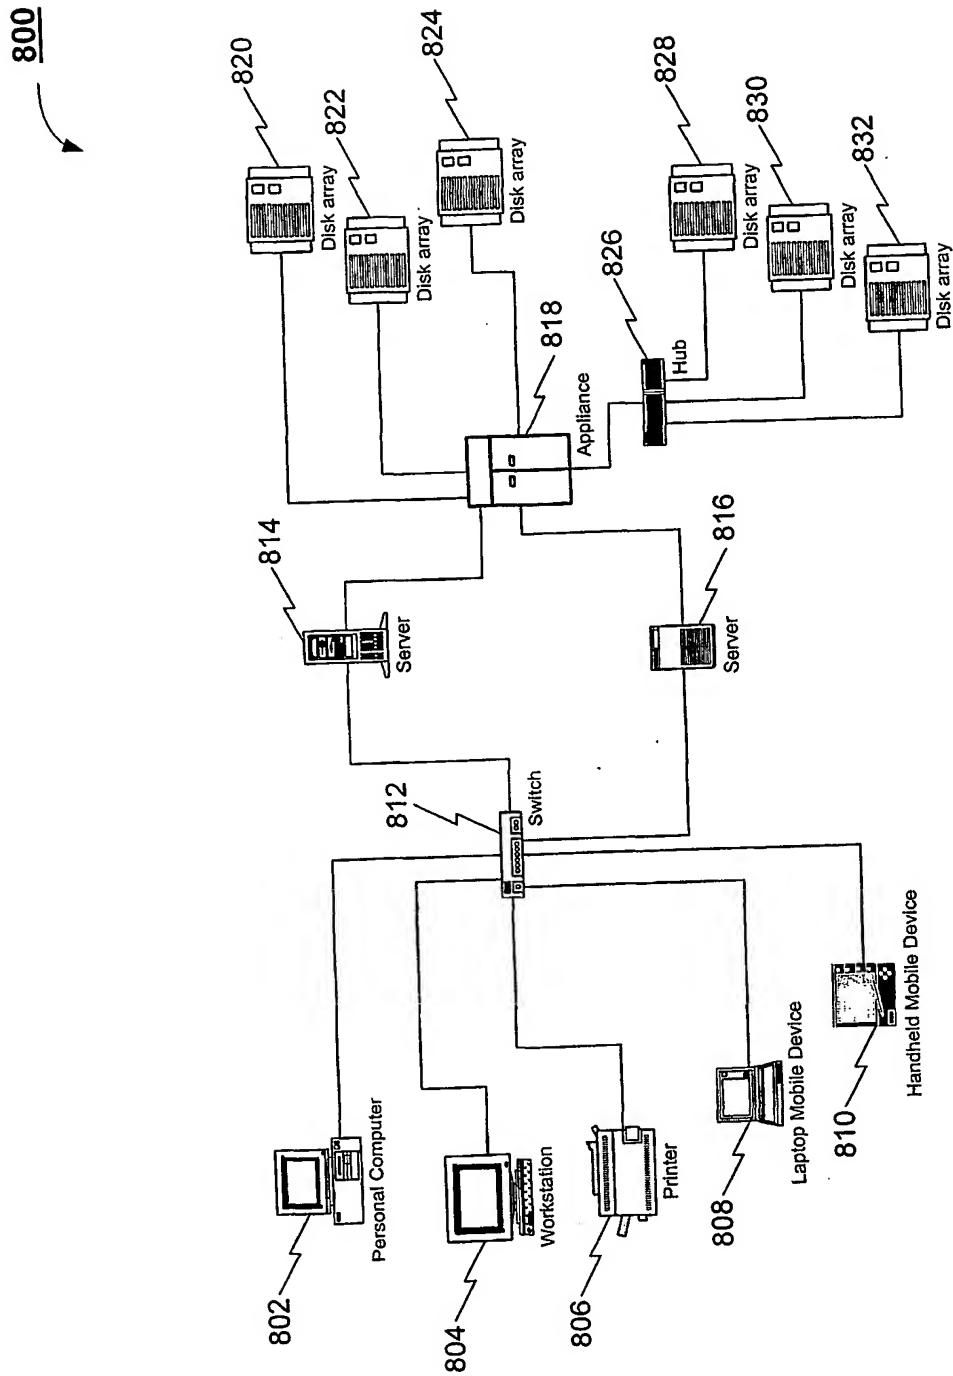 800
802
Personal Computer
804
Workstation
806
Printer
808
Laptop Mobile Device
810
Handheld Mobile Device
812
Switch
814
Server
816
Server
818
Appliance
820
Disk array
822
Disk array
824
Disk array
826
Hub
828
Disk array
830
Disk array
832
Disk array